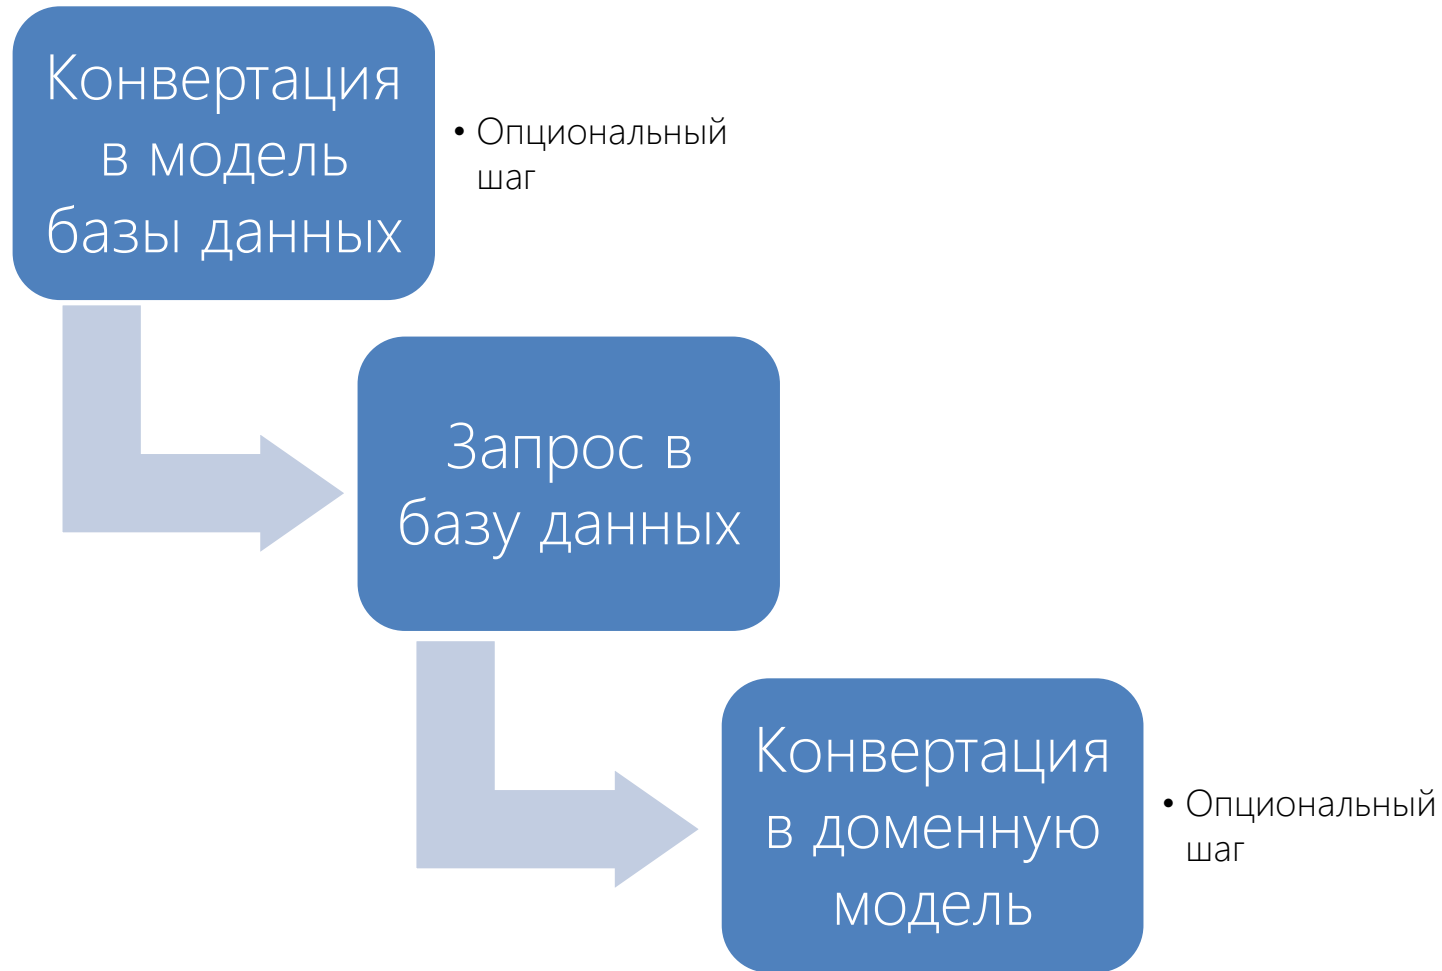 Конвертация
в модель
базы данных
• Опциональный
шаг
Запрос в
базу данных
Конвертация
в доменную
модель
• Опциональный
шаг